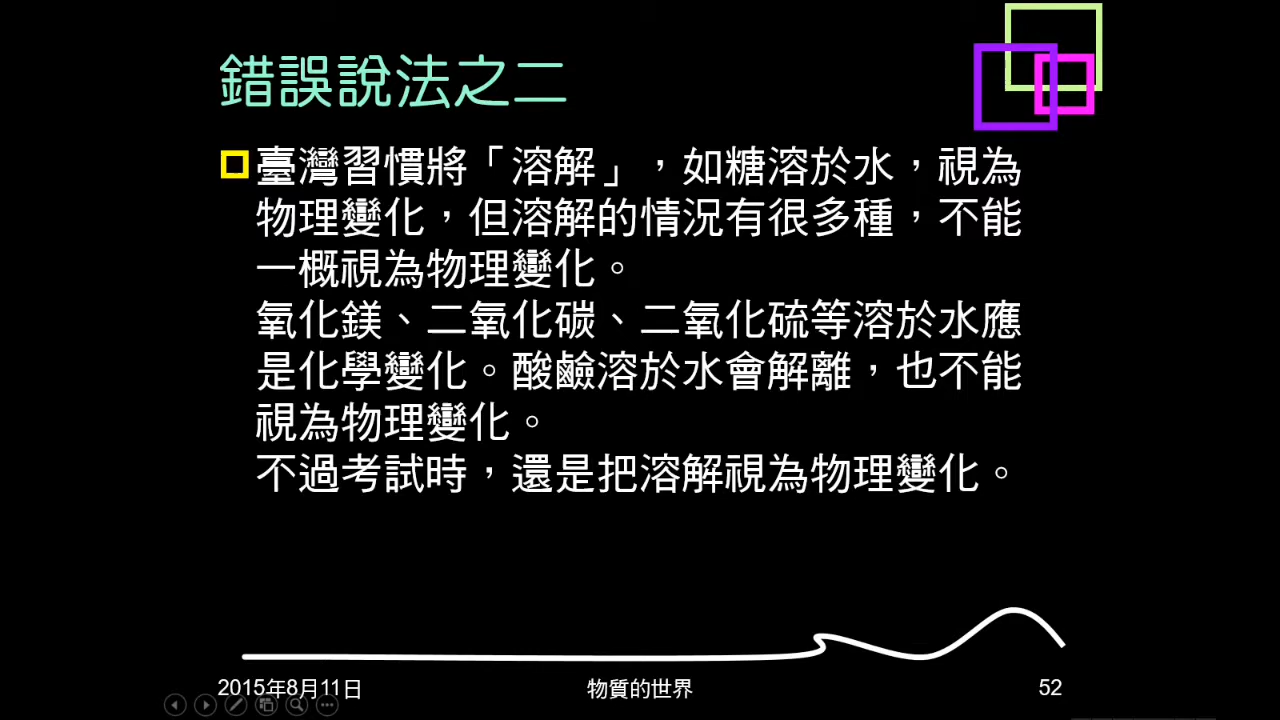 錯誤說法之二
臺灣習慣將「溶解」，如糖溶於水，視為
物理變化，但溶解的情況有很多種，不能
一概視為物理變化。
氧化鎂、二氧化碳、二氧化硫等溶於水應
是化學變化。酸鹼溶於水會解離，也不能
視為物理變化。
不過考試時，還是把溶解視為物理變化。
2015年8月11日
物質的世界
52